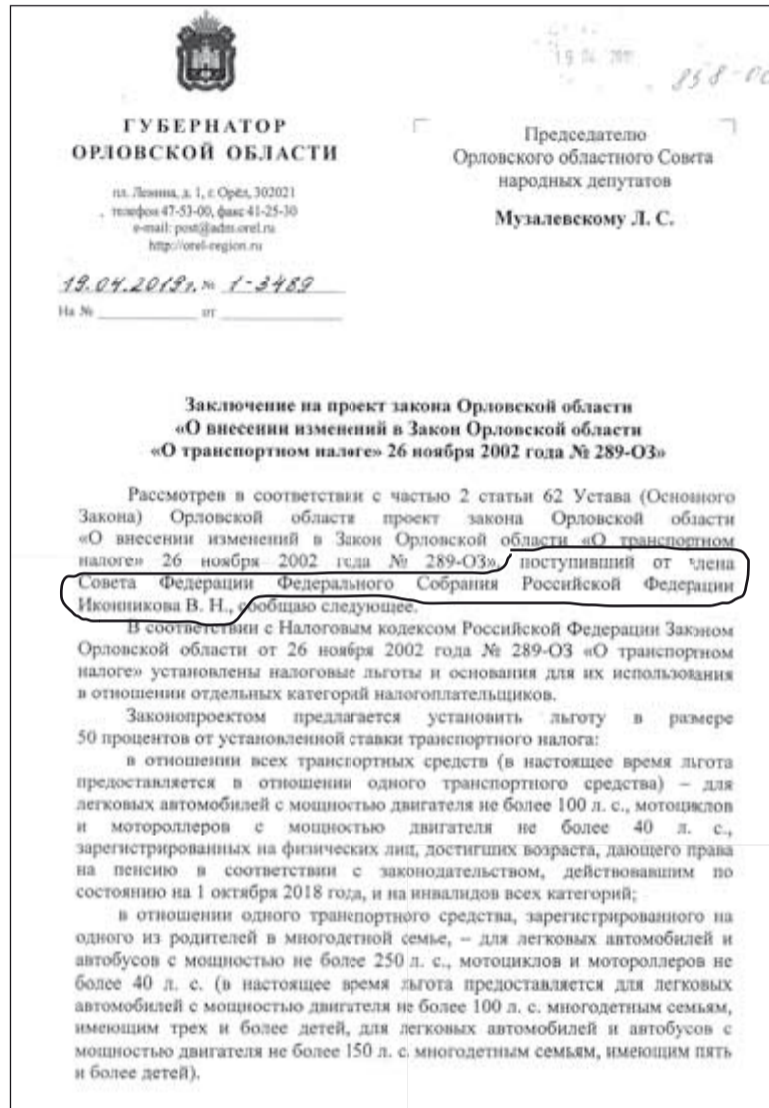 19 04 2019
858-
ГУБЕРНАТОР
ОРЛОВСКОЙ ОБЛАСТИ
пл. Ленина, д. 1, г. Орёл, 302021
телефон 47-53-00, факс 41-25-30
e-mail: post@adm.orel.ru
http://orel-region.ru
19.04.2019г. № 1-3489
На № от
Председателю
Орловского областного Совета
народных депутатов
Музалевскому Л. С.
Заключение на проект закона Орловской области
«О внесении изменений в Закон Орловской области
«О транспортном налоге» 26 ноября 2002 года № 289-ОЗ»
Рассмотрев в соответствии с частью 2 статьи 62 Устава (Основного
Закона) Орловской области проект закона Орловской области
«О внесении изменений в Закон Орловской области «О транспортном
налоге» 26 ноября 2002 года № 289-ОЗ», поступивший от члена
Совета Федерации Федерального Собрания Российской Федерации
Иконникова В. Н., сообщаю следующее.
В соответствии с Налоговым кодексом Российской Федерации Законом
Орловской области от 26 ноября 2002 года № 289-ОЗ «О транспортном
налоге» установлены налоговые льготы и основания для их использования
в отношении отдельных категорий налогоплательщиков.
Законопроектом предлагается установить льготу в размере
50 процентов от установленной ставки транспортного налога:
в отношении всех транспортных средств (в настоящее время льгота
предоставляется в отношении одного транспортного средства) – для
легковых автомобилей с мощностью двигателя не более 100 л. с., мотоциклов
и мотороллеров с мощностью двигателя не более 40 л. с.,
зарегистрированных на физических лиц, достигших возраста, дающего права
на пенсию в соответствии с законодательством, действовавшим по
состоянию на 1 октября 2018 года, и на инвалидов всех категорий;
в отношении одного транспортного средства, зарегистрированного на
одного из родителей в многодетной семье, – для легковых автомобилей и
автобусов с мощностью не более 250 л. с., мотоциклов и мотороллеров не
более 40 л. с. (в настоящее время льгота предоставляется для легковых
автомобилей с мощностью двигателя не более 100 л. с. многодетным семьям,
имеющим трех и более детей, для легковых автомобилей и автобусов с
мощностью двигателя не более 150 л. с. многодетным семьям, имеющим пять
и более детей).